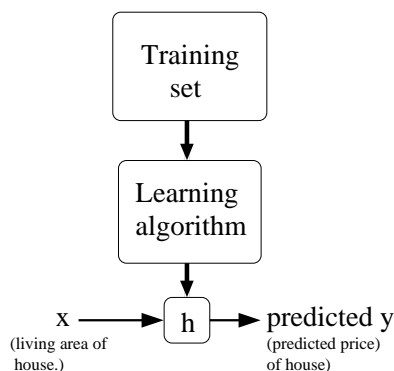 Training
set
Learning
algorithm
x
h
predicted y
(living area of
house.)
(predicted price)
of house)